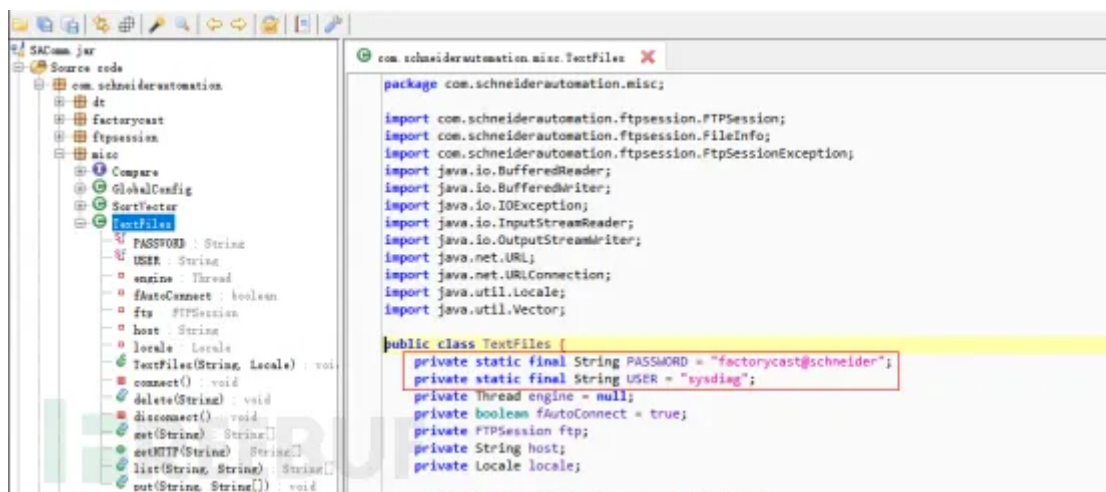 SAComm.jar
Source code
com.schneiderautomation
dt
factorycast
ftpsession
misc
Compare
GlobalConfig
SortVector
TextFiles
PASSWORD : String
USER : String
engine : Thread
fAutoConnect : boolean
ftp : FTPSession
host : String
locale : Locale
TextFiles(String, Locale) : voi
connect() : void
delete(String) : void
disconnect() : void
get(String) : String[]
getHTTP(String) : String[]
list(String, String) : String[]
put(String, String[]) : void
com.schneiderautomation.misc.TextFiles
package com.schneiderautomation.misc;
import com.schneiderautomation.ftpsession.FTPSession;
import com.schneiderautomation.ftpsession.FileInfo;
import com.schneiderautomation.ftpsession.FtpSessionException;
import java.io.BufferedReader;
import java.io.BufferedWriter;
import java.io.IOException;
import java.io.InputStreamReader;
import java.io.OutputStreamWriter;
import java.net.URL;
import java.net.URLConnection;
import java.util.Locale;
import java.util.Vector;
public class TextFiles {
private static final String PASSWORD = "factorycast@schneider";
private static final String USER = "sysdiag";
private Thread engine = null;
private boolean fAutoConnect = true;
private FTPSession ftp;
private String host;
private Locale locale;